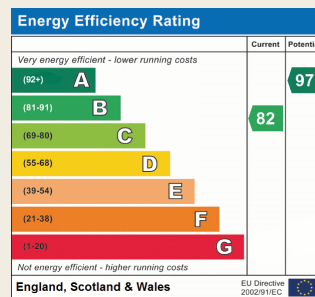 Energy Efficiency Rating
Current Potenti
Very energy efficient - lower running costs
(92+) A 97
(81-91) B 82
(69-80) C
(55-68) D
(39-54) E
(21-38) F
(1-20) G
Not energy efficient - higher running costs
England, Scotland & Wales
EU Directive
2002/91/EC